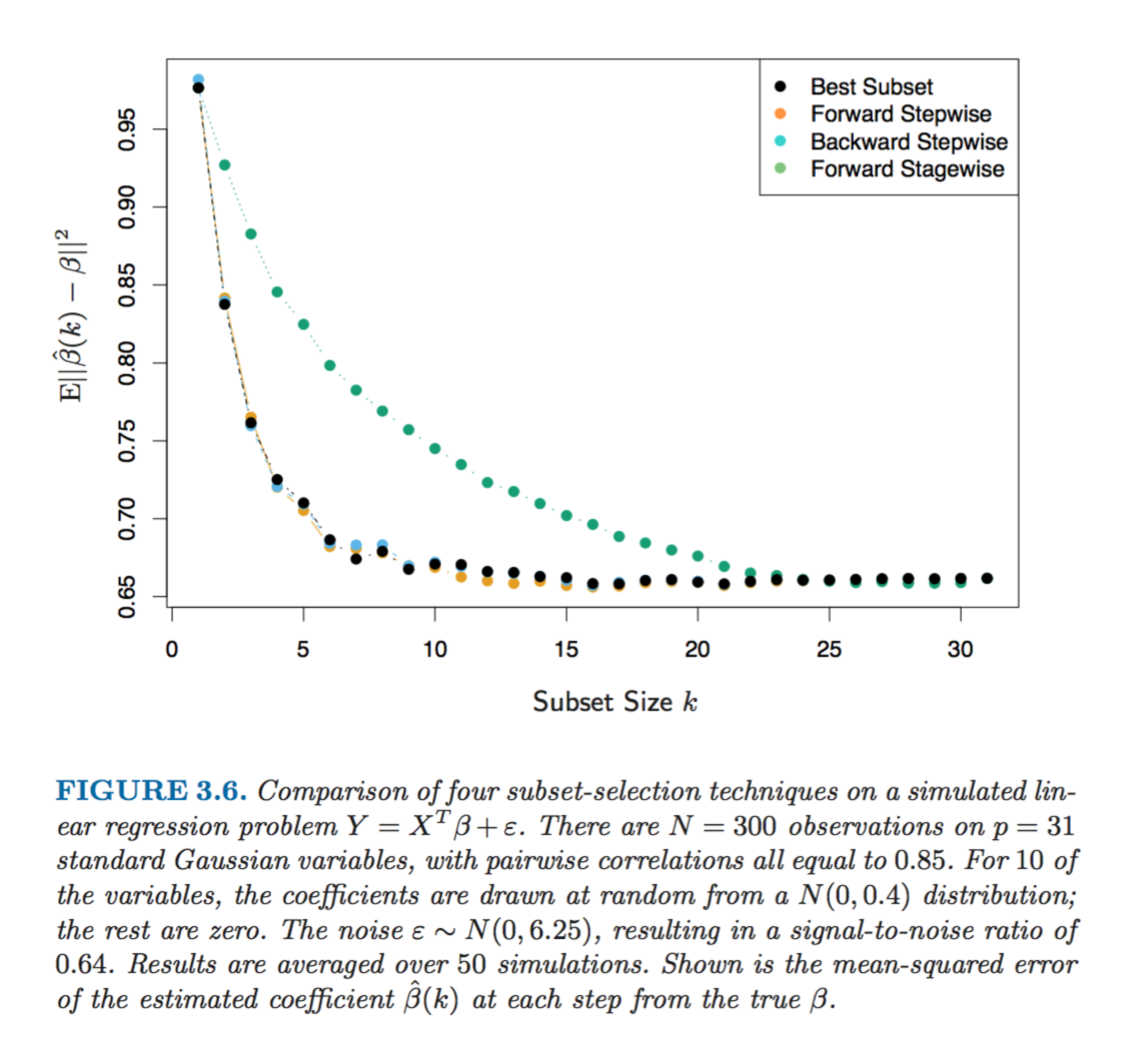 Best Subset
Forward Stepwise
Backward Stepwise
Forward Stagewise
E||β̂(k) − β||²
0.95
0.90
0.85
0.80
0.75
0.70
0.65
0 5 10 15 20 25 30
Subset Size k
FIGURE 3.6. Comparison of four subset-selection techniques on a simulated lin-
ear regression problem Y = X^T β + ε. There are N = 300 observations on p = 31
standard Gaussian variables, with pairwise correlations all equal to 0.85. For 10 of
the variables, the coefficients are drawn at random from a N(0, 0.4) distribution;
the rest are zero. The noise ε ∼ N(0, 6.25), resulting in a signal-to-noise ratio of
0.64. Results are averaged over 50 simulations. Shown is the mean-squared error
of the estimated coefficient β̂(k) at each step from the true β.